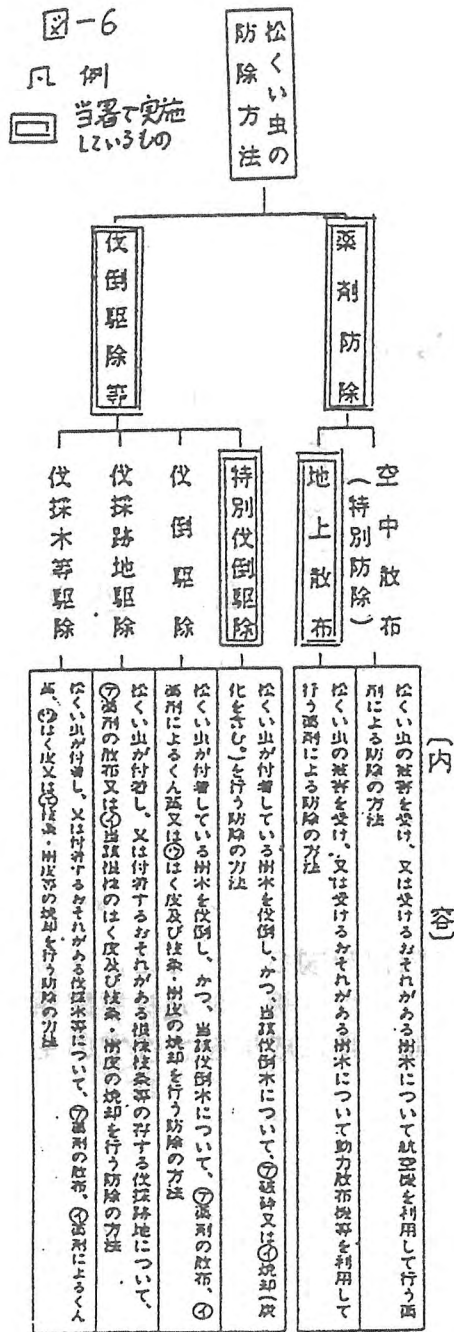 図-6
凡例
当署で実施
しているもの
松くい虫の
防除方法
薬剤防除
伐倒駆除等
空中散布
(特別防除)
地上散布
特別伐倒駆除
伐倒駆除
伐採跡地駆除
伐採木等駆除
〔内容〕
松くい虫の被害を受け、又は受けるおそれがある樹木について航空機を利用して行う薬
剤による防除の方法
松くい虫の被害を受け、又は受けるおそれがある樹木について動力散布機等を利用して
行う薬剤による防除の方法
松くい虫が付着している樹木を伐倒し、かつ、当該伐倒木について、㋐破砕又は㋑焼却(炭
化を含む。)を行う防除の方法
松くい虫が付着している樹木を伐倒し、かつ、当該伐倒木について、㋐薬剤の散布、㋑
薬剤によるくん蒸又は㋒はく皮及び枝条・樹皮の焼却を行う防除の方法
松くい虫が付着し、又は付着するおそれがある根株枝条等の存する伐採跡地について、
㋐薬剤の散布又は㋑当該根株のはく皮及び枝条・樹皮の焼却を行う防除の方法
松くい虫が付着し、又は付着するおそれがある伐採木等について、㋐薬剤の散布、㋑薬剤によるくん
蒸、㋒はく皮又は枝条・樹皮等の焼却を行う防除の方法